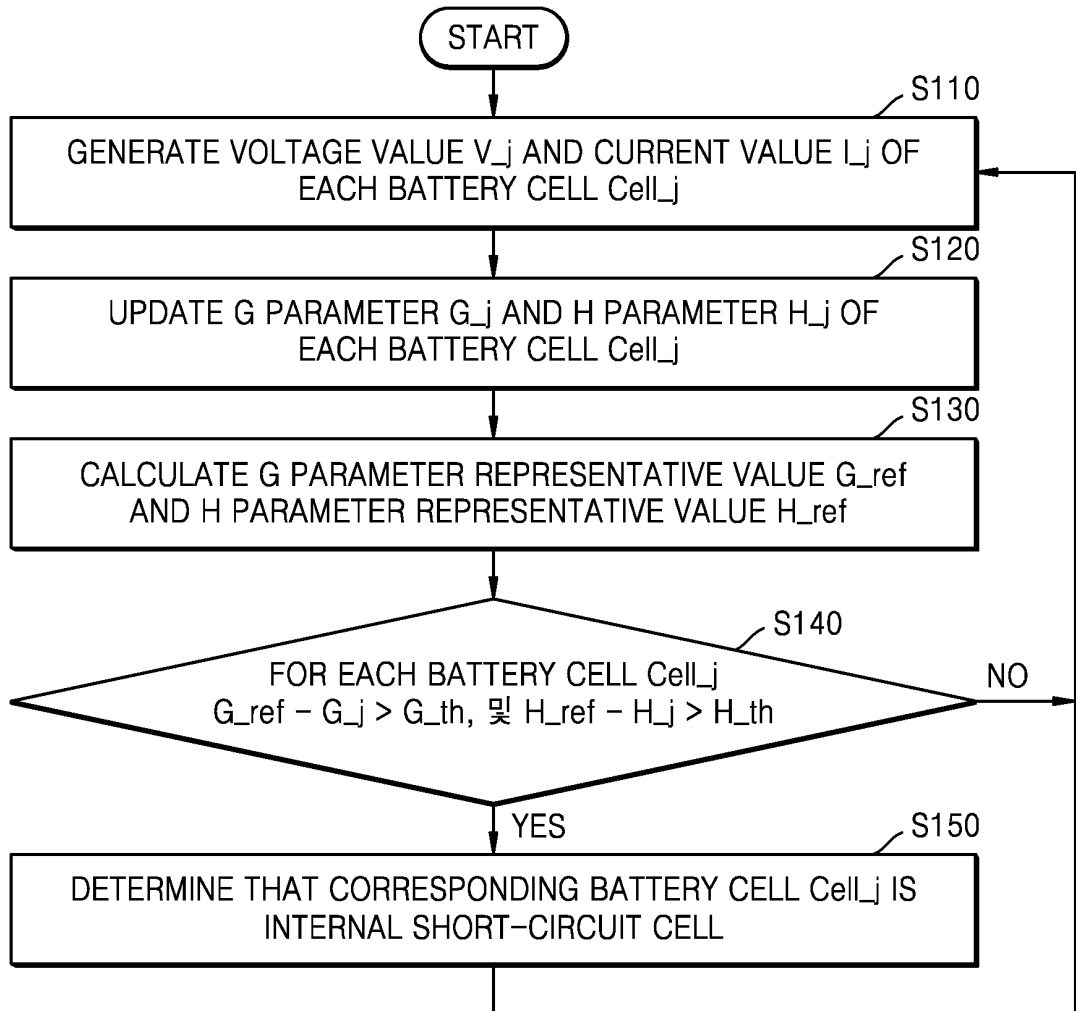 START
S110
GENERATE VOLTAGE VALUE V_j AND CURRENT VALUE I_j OF
EACH BATTERY CELL Cell_j
S120
UPDATE G PARAMETER G_j AND H PARAMETER H_j OF
EACH BATTERY CELL Cell_j
S130
CALCULATE G PARAMETER REPRESENTATIVE VALUE G_ref
AND H PARAMETER REPRESENTATIVE VALUE H_ref
S140
FOR EACH BATTERY CELL Cell_j
G_ref - G_j > G_th, 및 H_ref - H_j > H_th
NO
YES
S150
DETERMINE THAT CORRESPONDING BATTERY CELL Cell_j IS
INTERNAL SHORT-CIRCUIT CELL